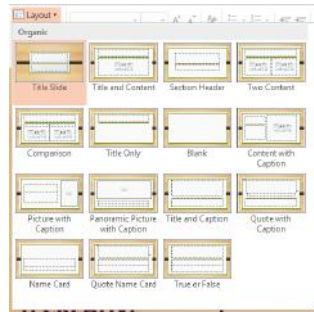 Layout
Organic
Title Slide
Title and Content
Section Header
Two Content
Comparison
Title Only
Blank
Content with
Caption
Picture with
Caption
Panoramic Picture
with Caption
Title and Caption
Quote with
Caption
Name Card
Quote Name Card
True or False